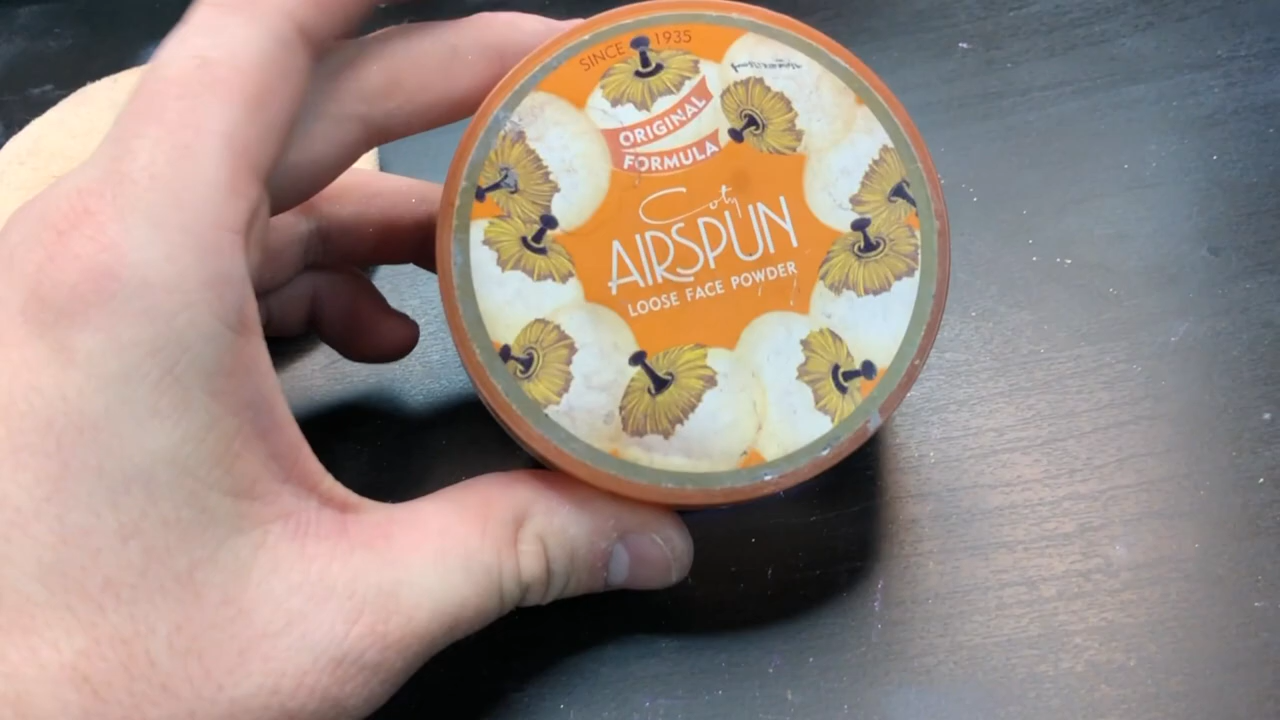 SINCE 1935
ORIGINAL
FORMULA
Coty
AIRSPUN
LOOSE FACE POWDER